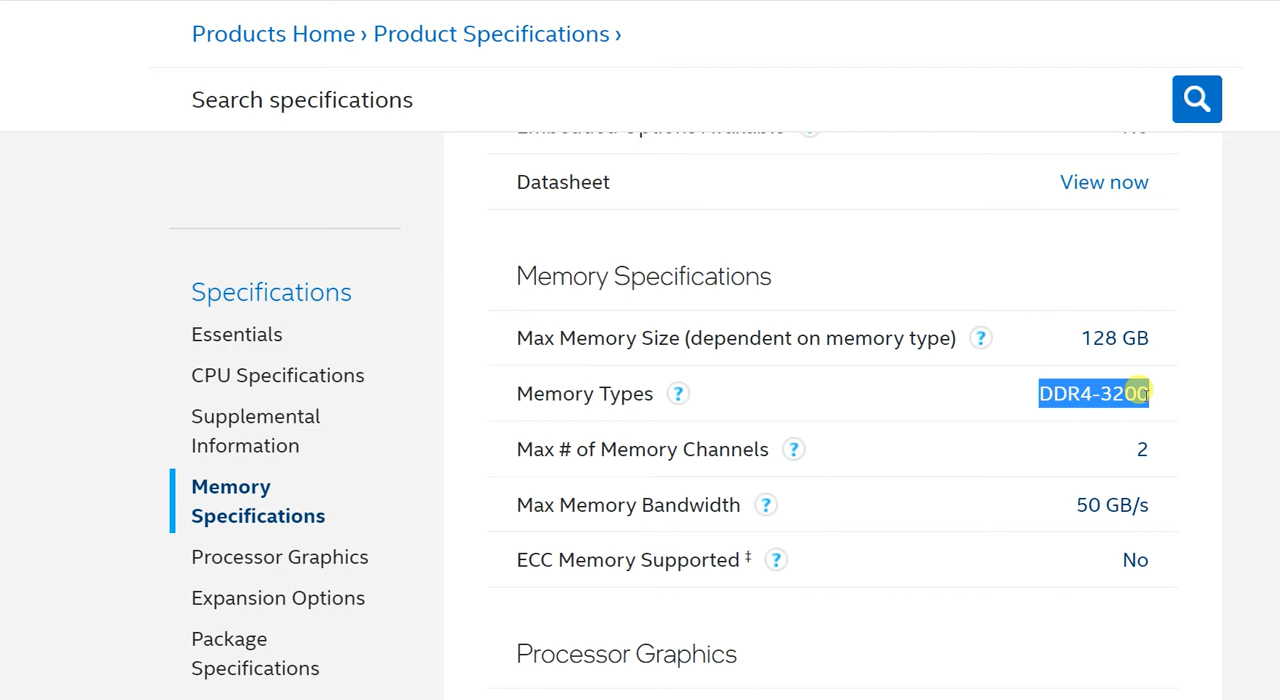 Products Home › Product Specifications ›
Search specifications
Datasheet
View now
Specifications
Essentials
CPU Specifications
Supplemental
Information
Memory
Specifications
Processor Graphics
Expansion Options
Package
Specifications
Memory Specifications
Max Memory Size (dependent on memory type) ? 128 GB
Memory Types ? DDR4-3200
Max # of Memory Channels ? 2
Max Memory Bandwidth ? 50 GB/s
ECC Memory Supported ‡ ? No
Processor Graphics